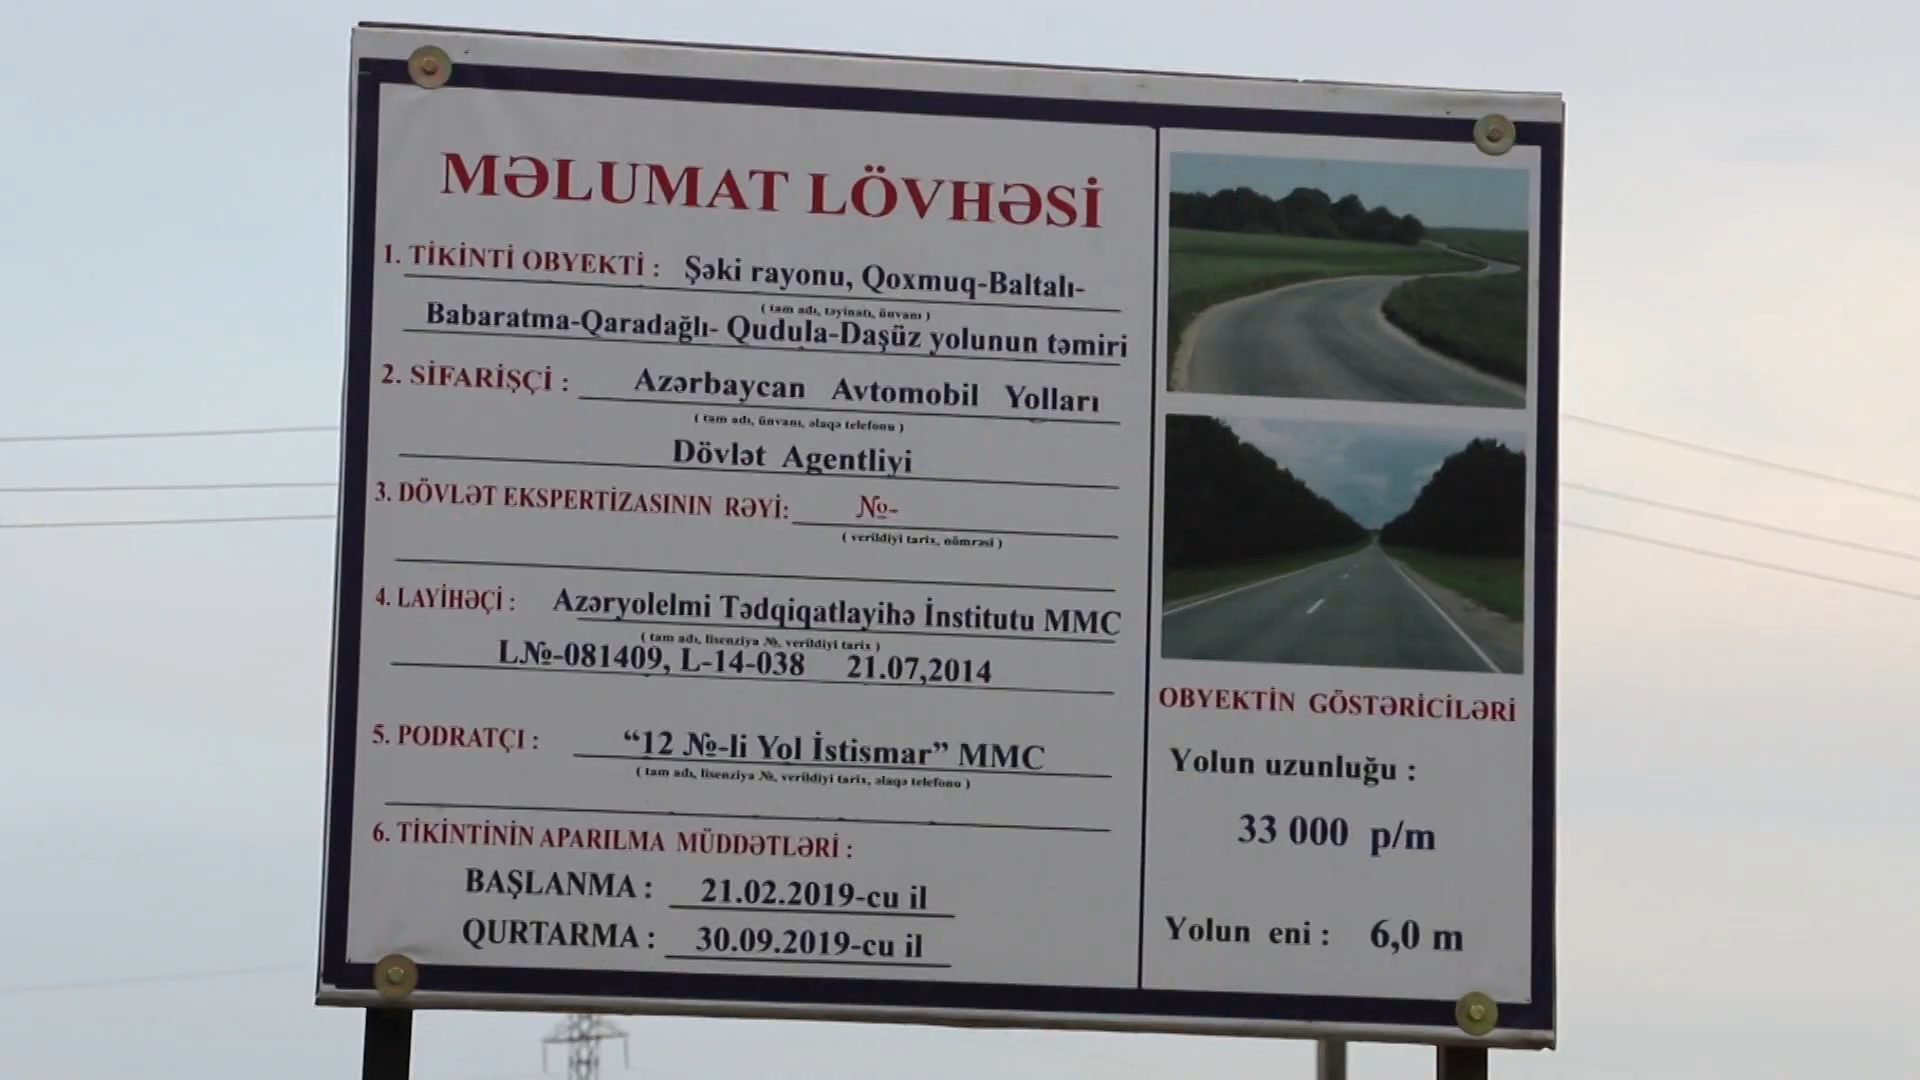 MƏLUMAT LÖVHƏSİ
1. TİKİNTİ OBYEKTİ : Şəki rayonu, Qoxmuq-Baltalı-
( tam adı, təyinatı, ünvanı )
Babaratma-Qaradağlı- Qudula-Daşüz yolunun təmiri
2. SİFARİŞÇİ : Azərbaycan Avtomobil Yolları
( tam adı, ünvanı, əlaqə telefonu )
Dövlət Agentliyi
3. DÖVLƏT EKSPERTİZASININ RƏYİ: №-
( verildiyi tarix, nömrəsi )
4. LAYİHƏÇİ : Azəryolelmi Tədqiqatlayihə İnstitutu MMC
( tam adı, lisenziya №, verildiyi tarix )
L№-081409, L-14-038 21.07,2014
5. PODRATÇI : “12 №-li Yol İstismar” MMC
( tam adı, lisenziya №, verildiyi tarix, əlaqə telefonu )
6. TİKİNTİNİN APARILMA MÜDDƏTLƏRİ :
BAŞLANMA : 21.02.2019-cu il
QURTARMA : 30.09.2019-cu il
OBYEKTİN GÖSTƏRİCİLƏRİ
Yolun uzunluğu :
33 000 p/m
Yolun eni : 6,0 m